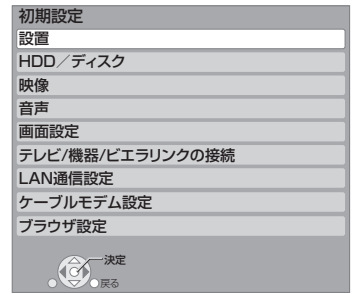 初期設定
設置
HDD／ディスク
映像
音声
画面設定
テレビ/機器/ビエラリンクの接続
LAN通信設定
ケーブルモデム設定
ブラウザ設定
決定
戻る